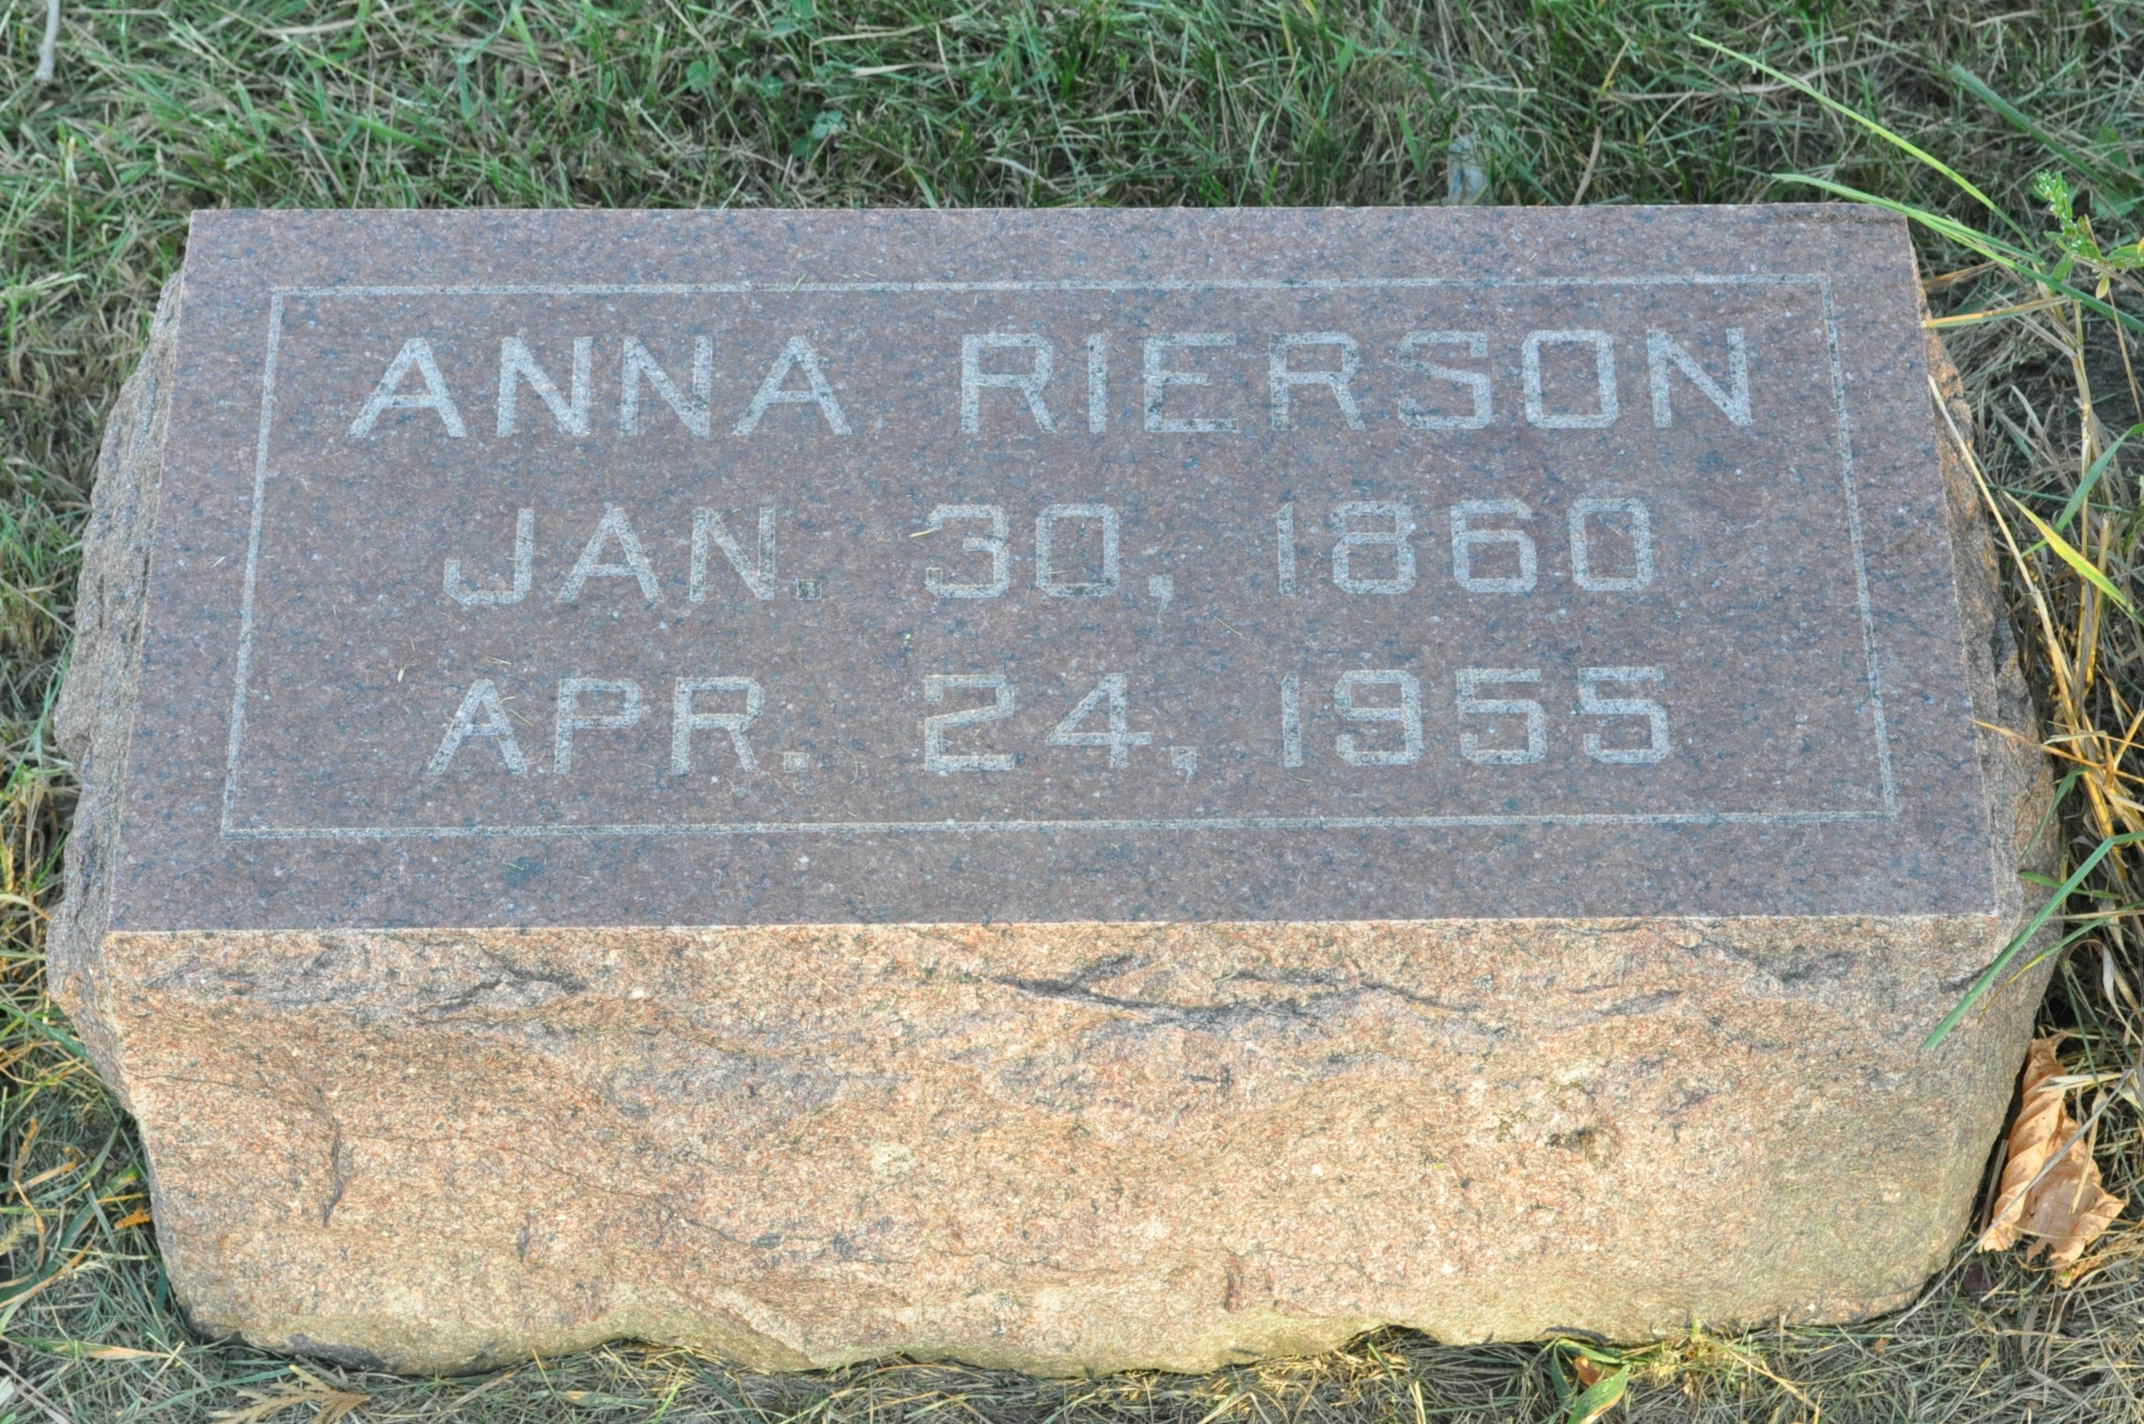 ANNA RIERSON
JAN. 30, 1860
APR. 24, 1955